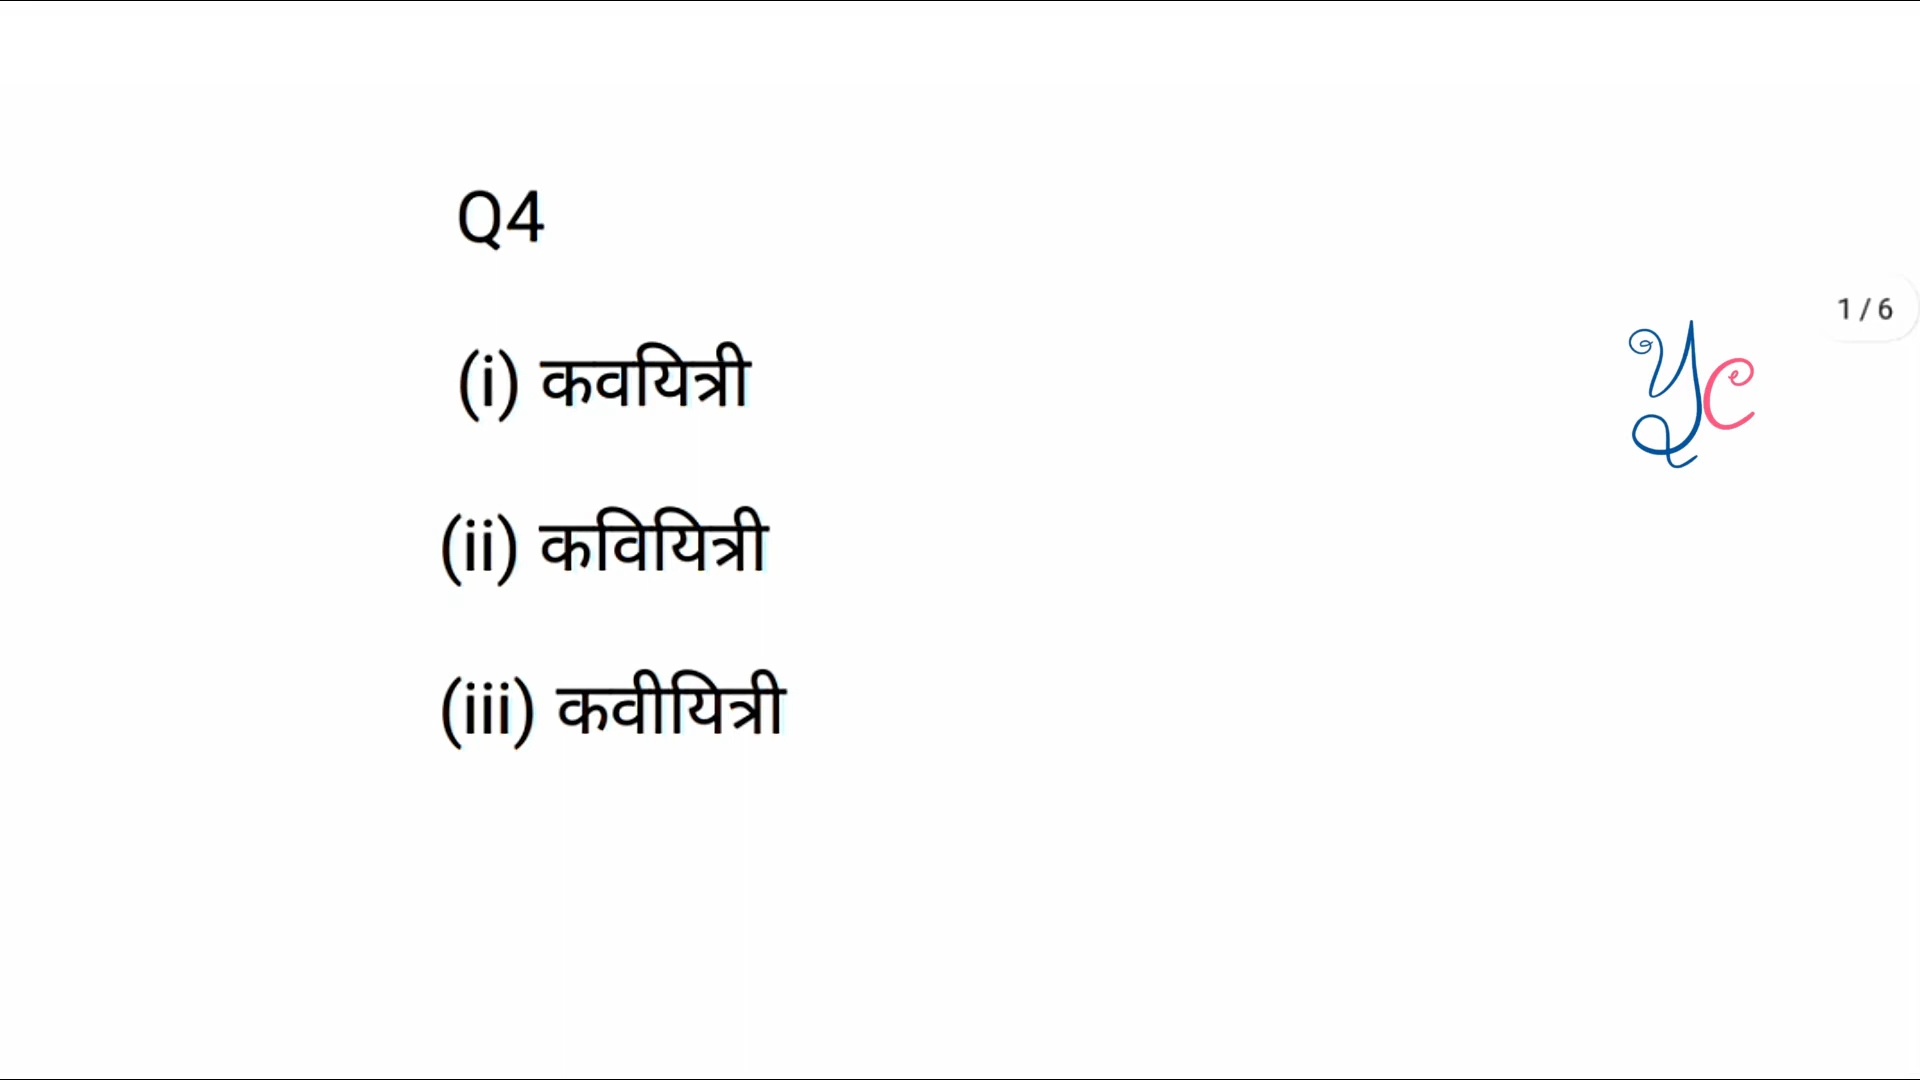 Q4
1 / 6
(i) कवयित्री
Yc
(ii) कवियित्री
(iii) कवीयित्री